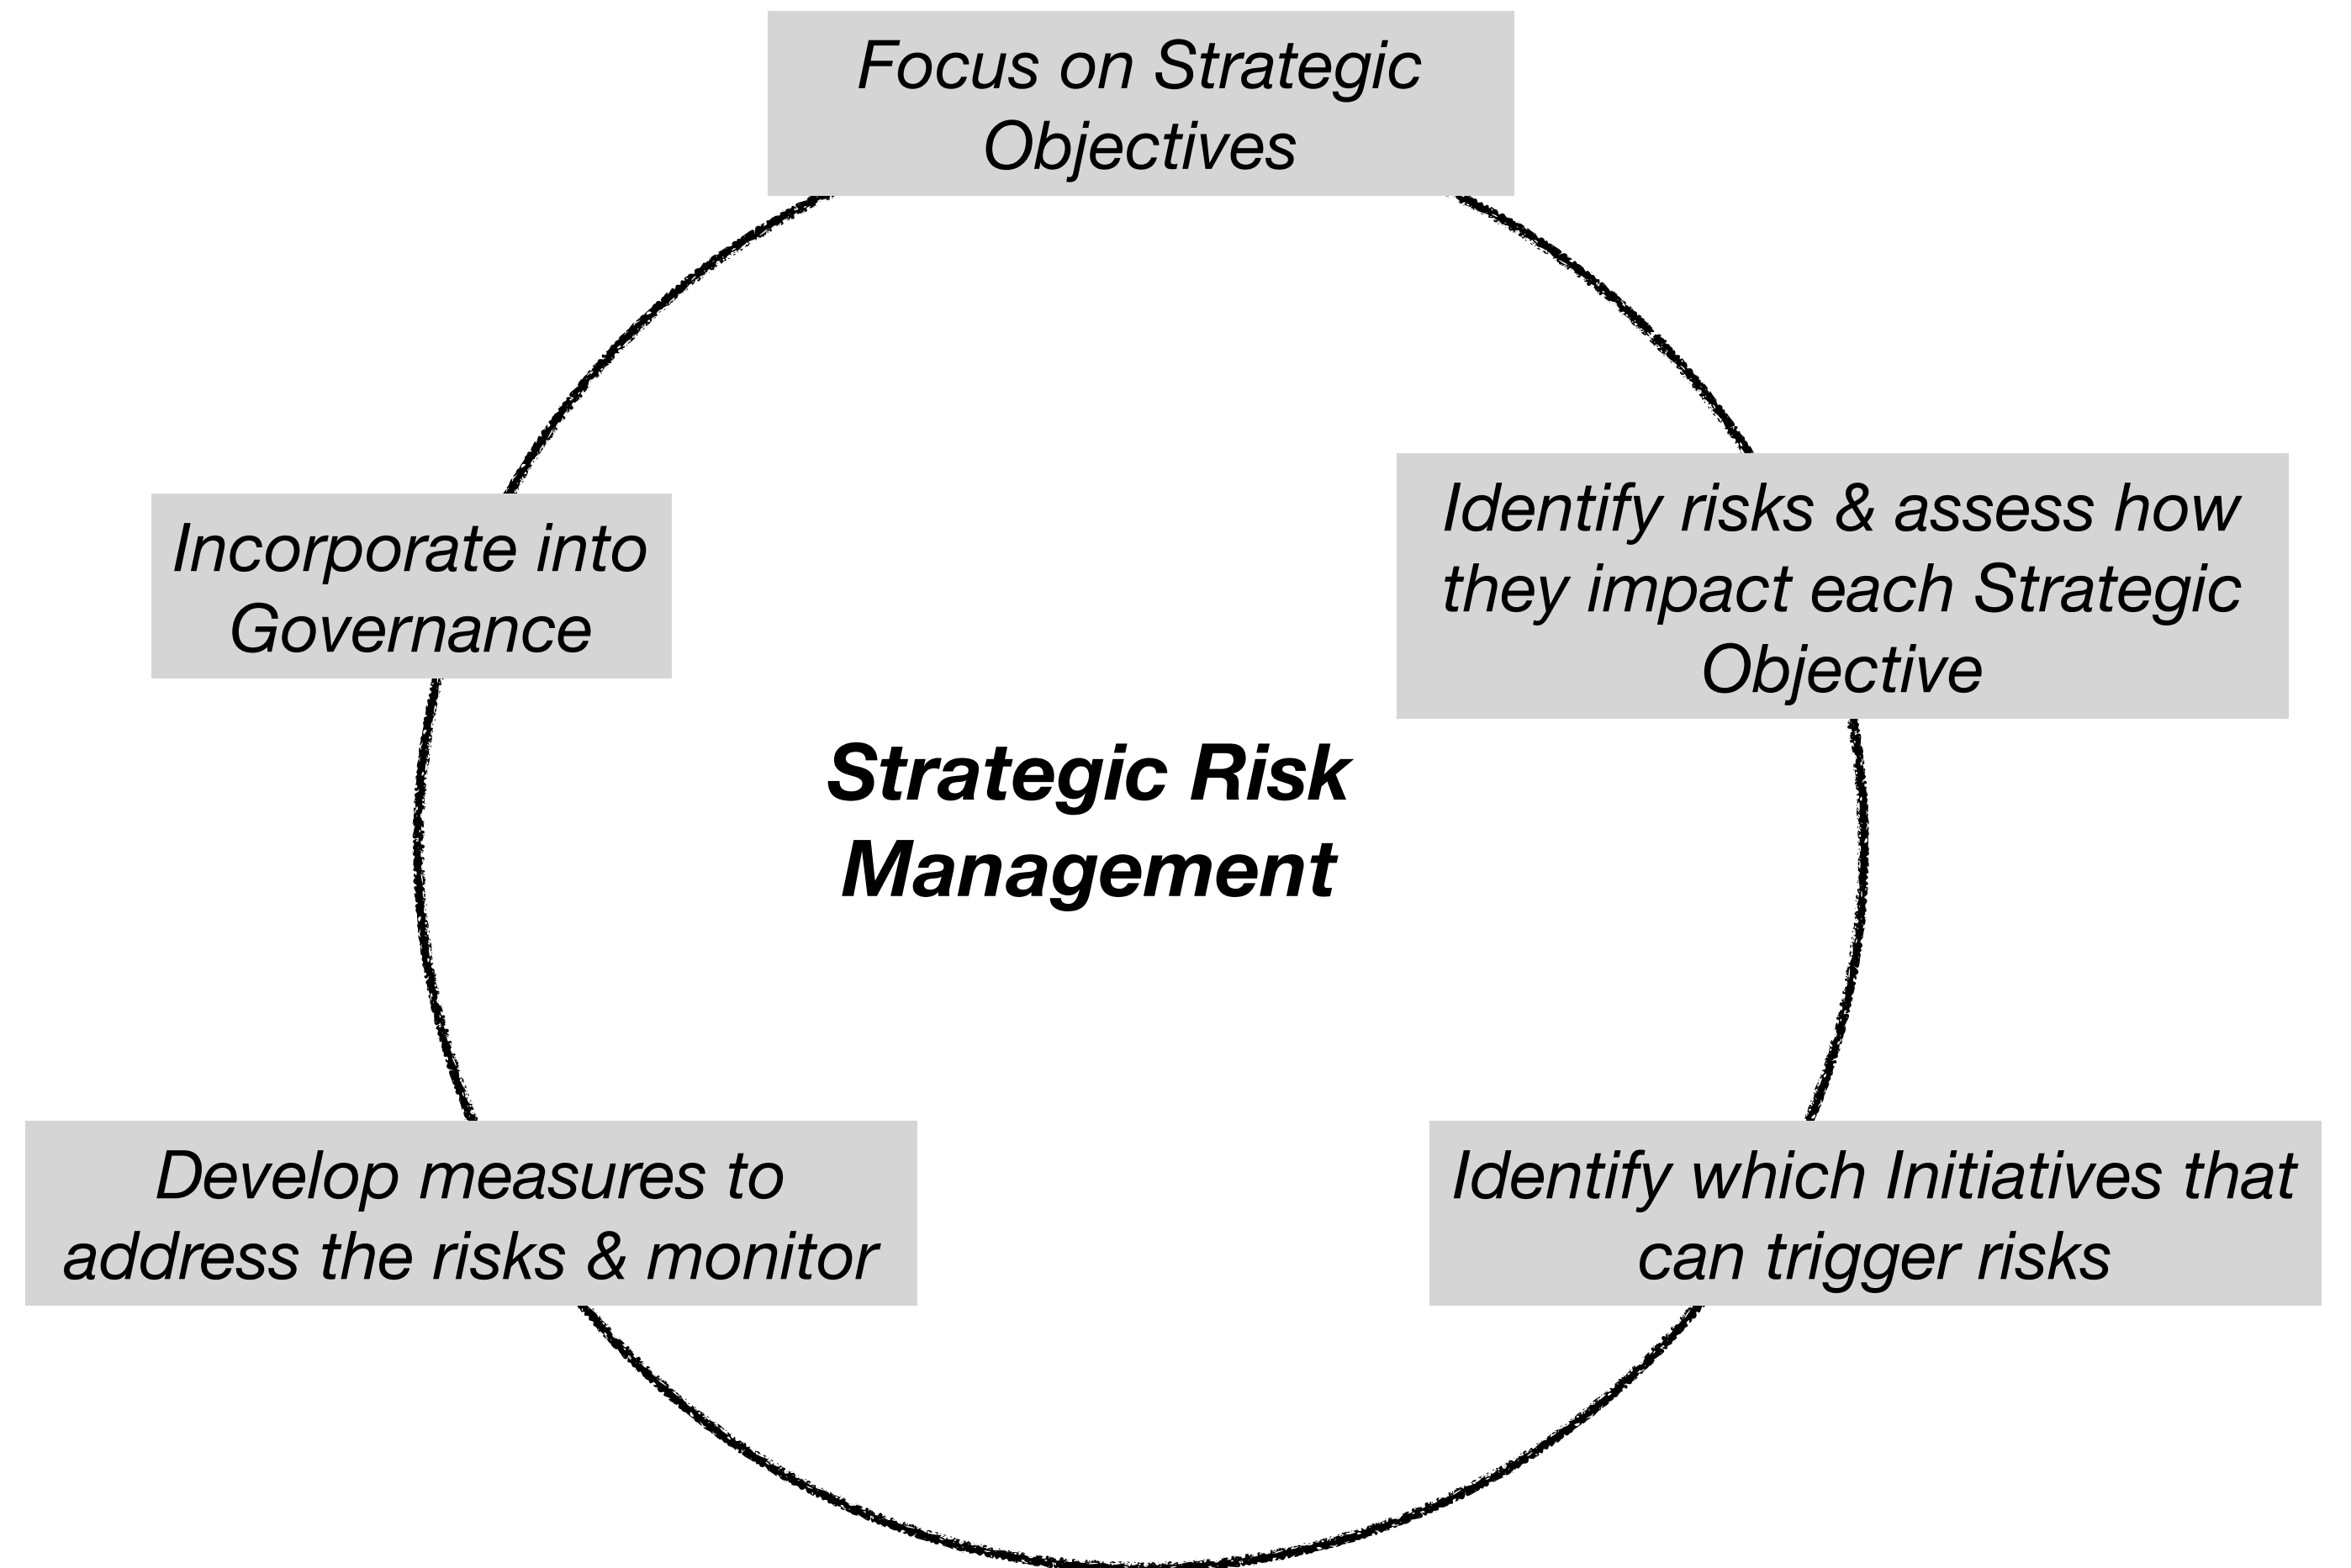 Focus on Strategic
Objectives
Identify risks & assess how
they impact each Strategic
Objective
Incorporate into
Governance
Strategic Risk
Management
Develop measures to
address the risks & monitor
Identify which Initiatives that
can trigger risks